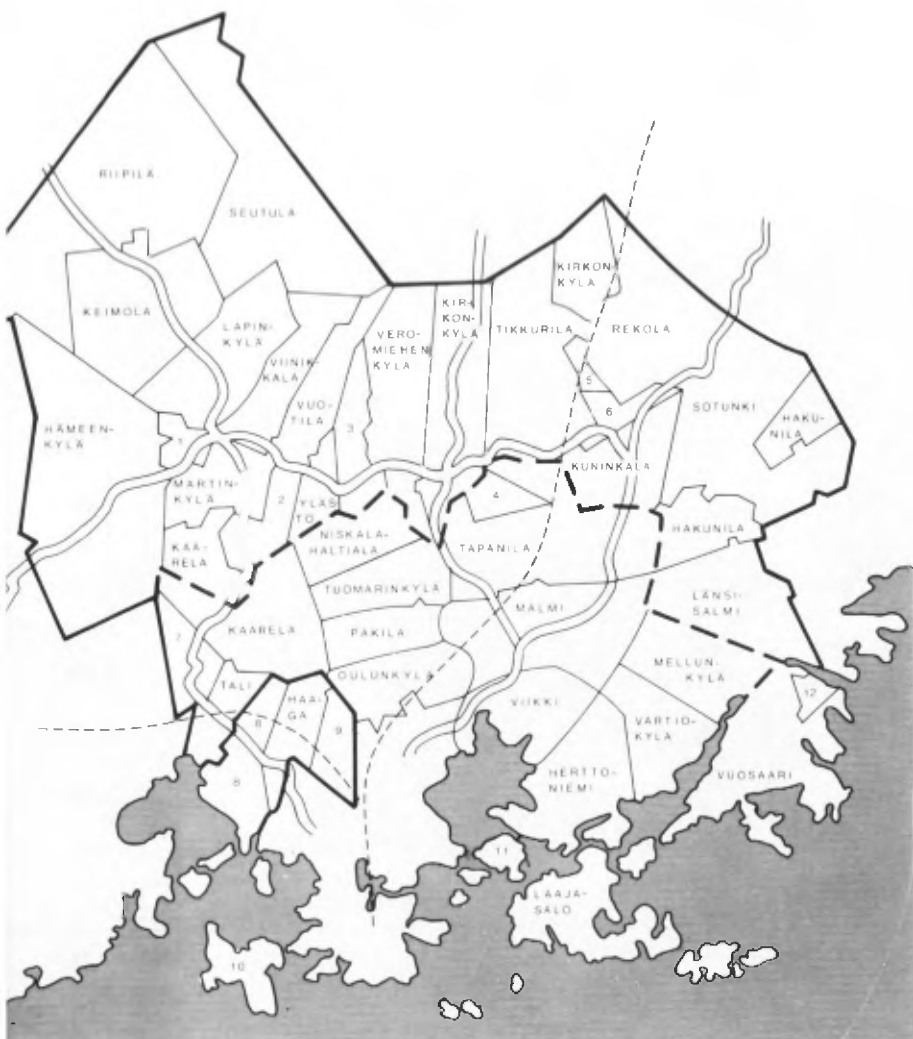 RIIPILÄ
SEUTULA
KIRKON-
KYLÄ
KEIMOLA
LAPIN-
KYLÄ
VIINIK-
KALA
VUO-
TILA
3
VERO-
MIEHEN
KYLÄ
KIR-
KON-
KYLÄ
TIKKURILA
REKOLA
5
6
SOTUNKI
HAKU-
NILA
HÄMEEN-
KYLÄ
1
MARTIN-
KYLÄ
2
YLÄS-
TÖ
KUNINKALA
4
HAKUNILA
KAA-
RELA
NISKALA-
HALTIALA
TAPANILA
TUOMARINKYLÄ
MALMI
LÄNSI-
SALMI
7
KAARELA
PAKILA
OULUNKYLÄ
MELLUN-
KYLÄ
TALI
HAA-
GA
8
9
VIIKKI
VARTIO-
KYLÄ
12
8
HERTTO-
NIEMI
VUOSAARI
11
LAAJA-
SALO
10